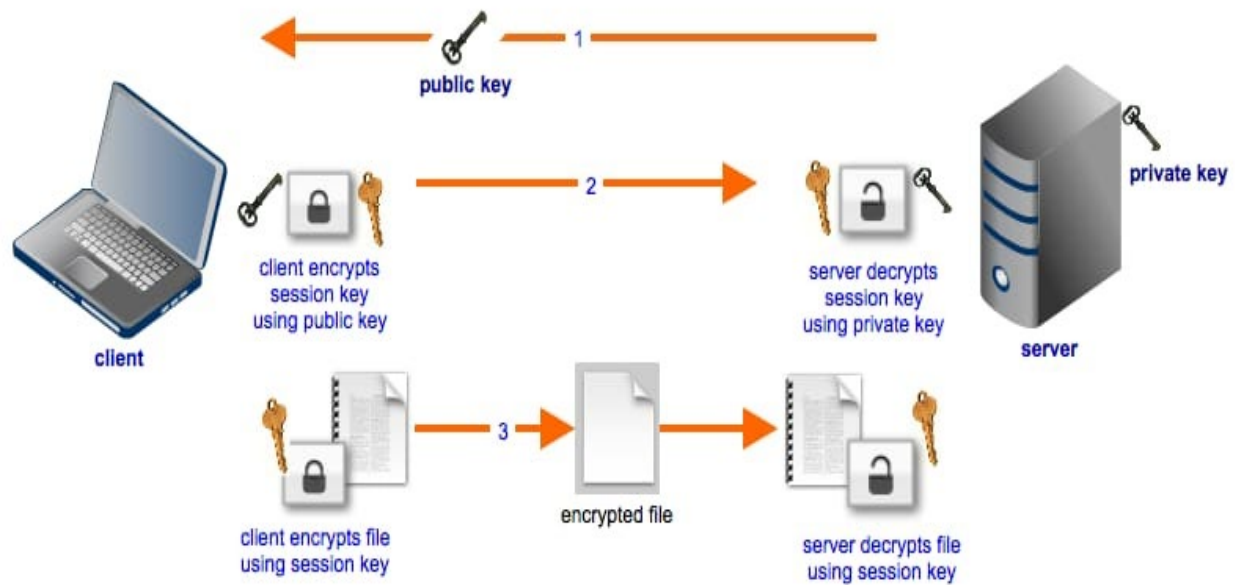 1
public key
private key
2
client encrypts
session key
using public key
server decrypts
session key
using private key
client
server
3
encrypted file
client encrypts file
using session key
server decrypts file
using session key